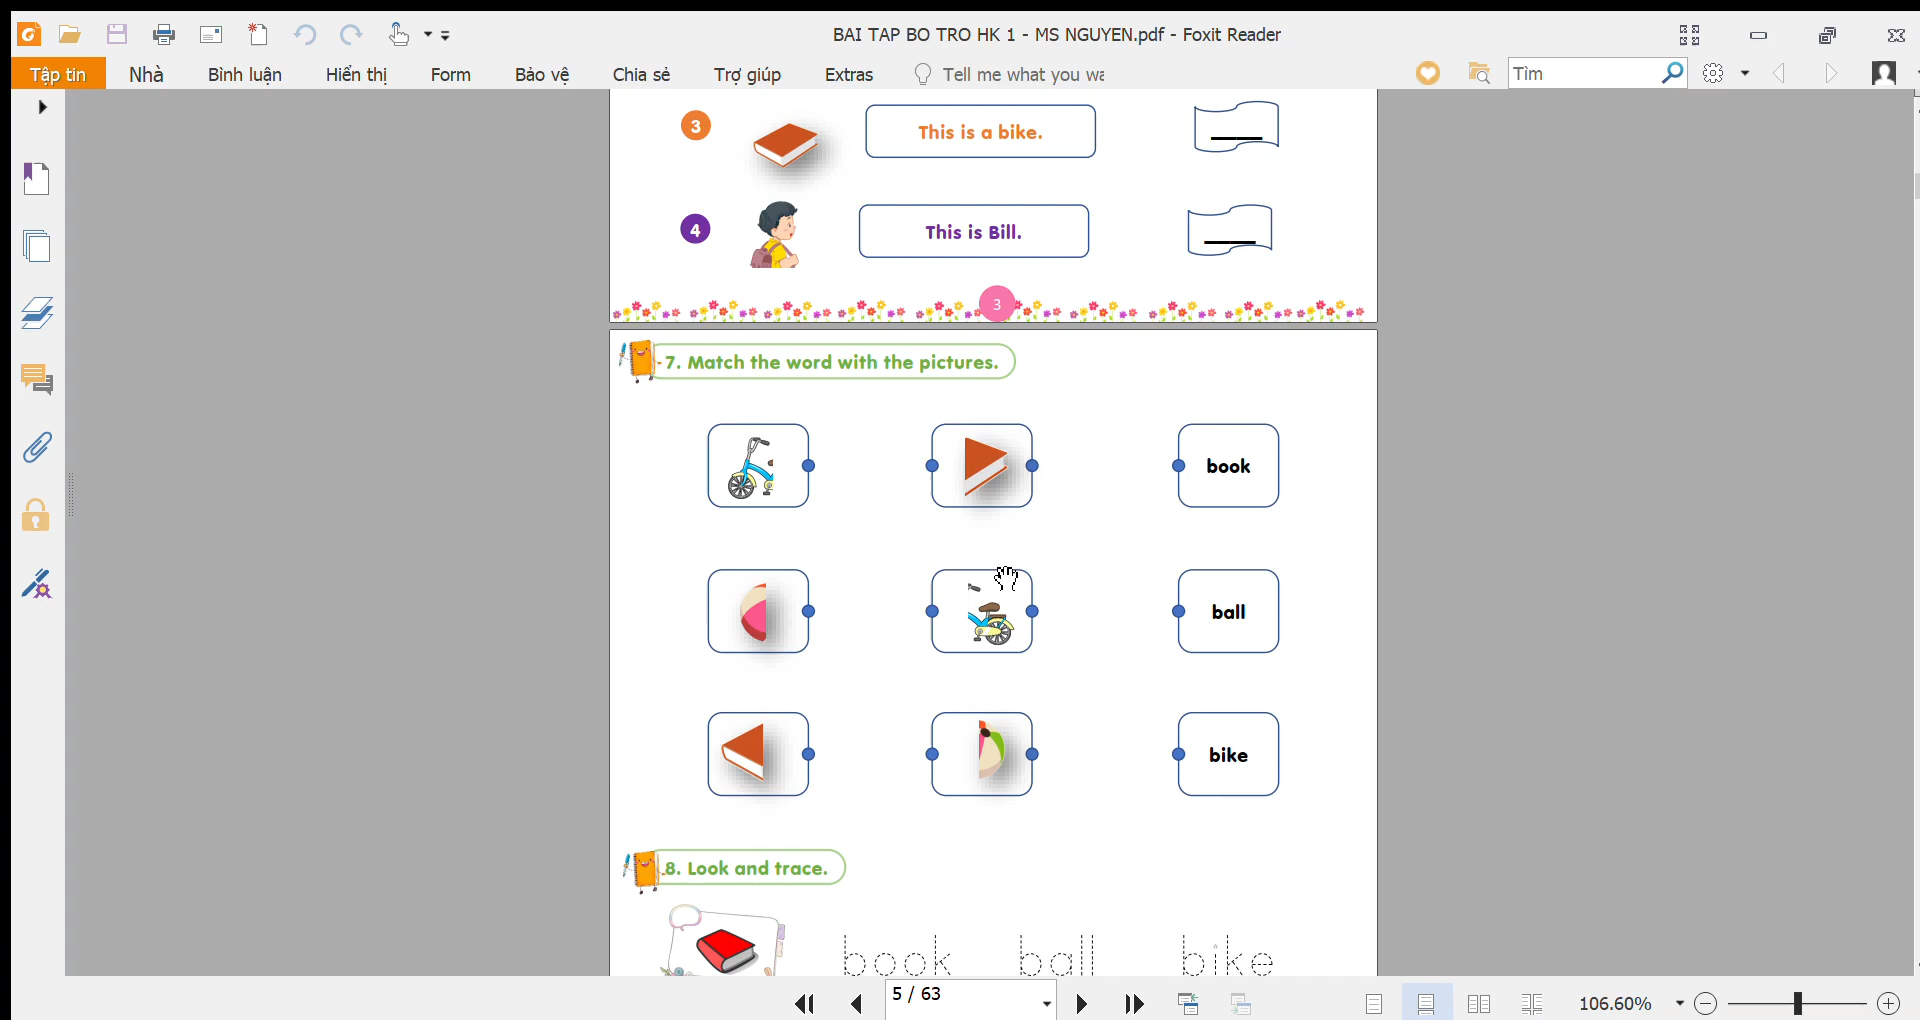 BAI TAP BO TRO HK 1 - MS NGUYEN.pdf - Foxit Reader
Tập tin Nhà Bình luận Hiển thị Form Bảo vệ Chia sẻ Trợ giúp Extras Tell me what you wa Tìm
3 This is a bike. ____
4 This is Bill. ____
3
7. Match the word with the pictures.
book
ball
bike
8. Look and trace.
book ball bike
5 / 63 106.60%